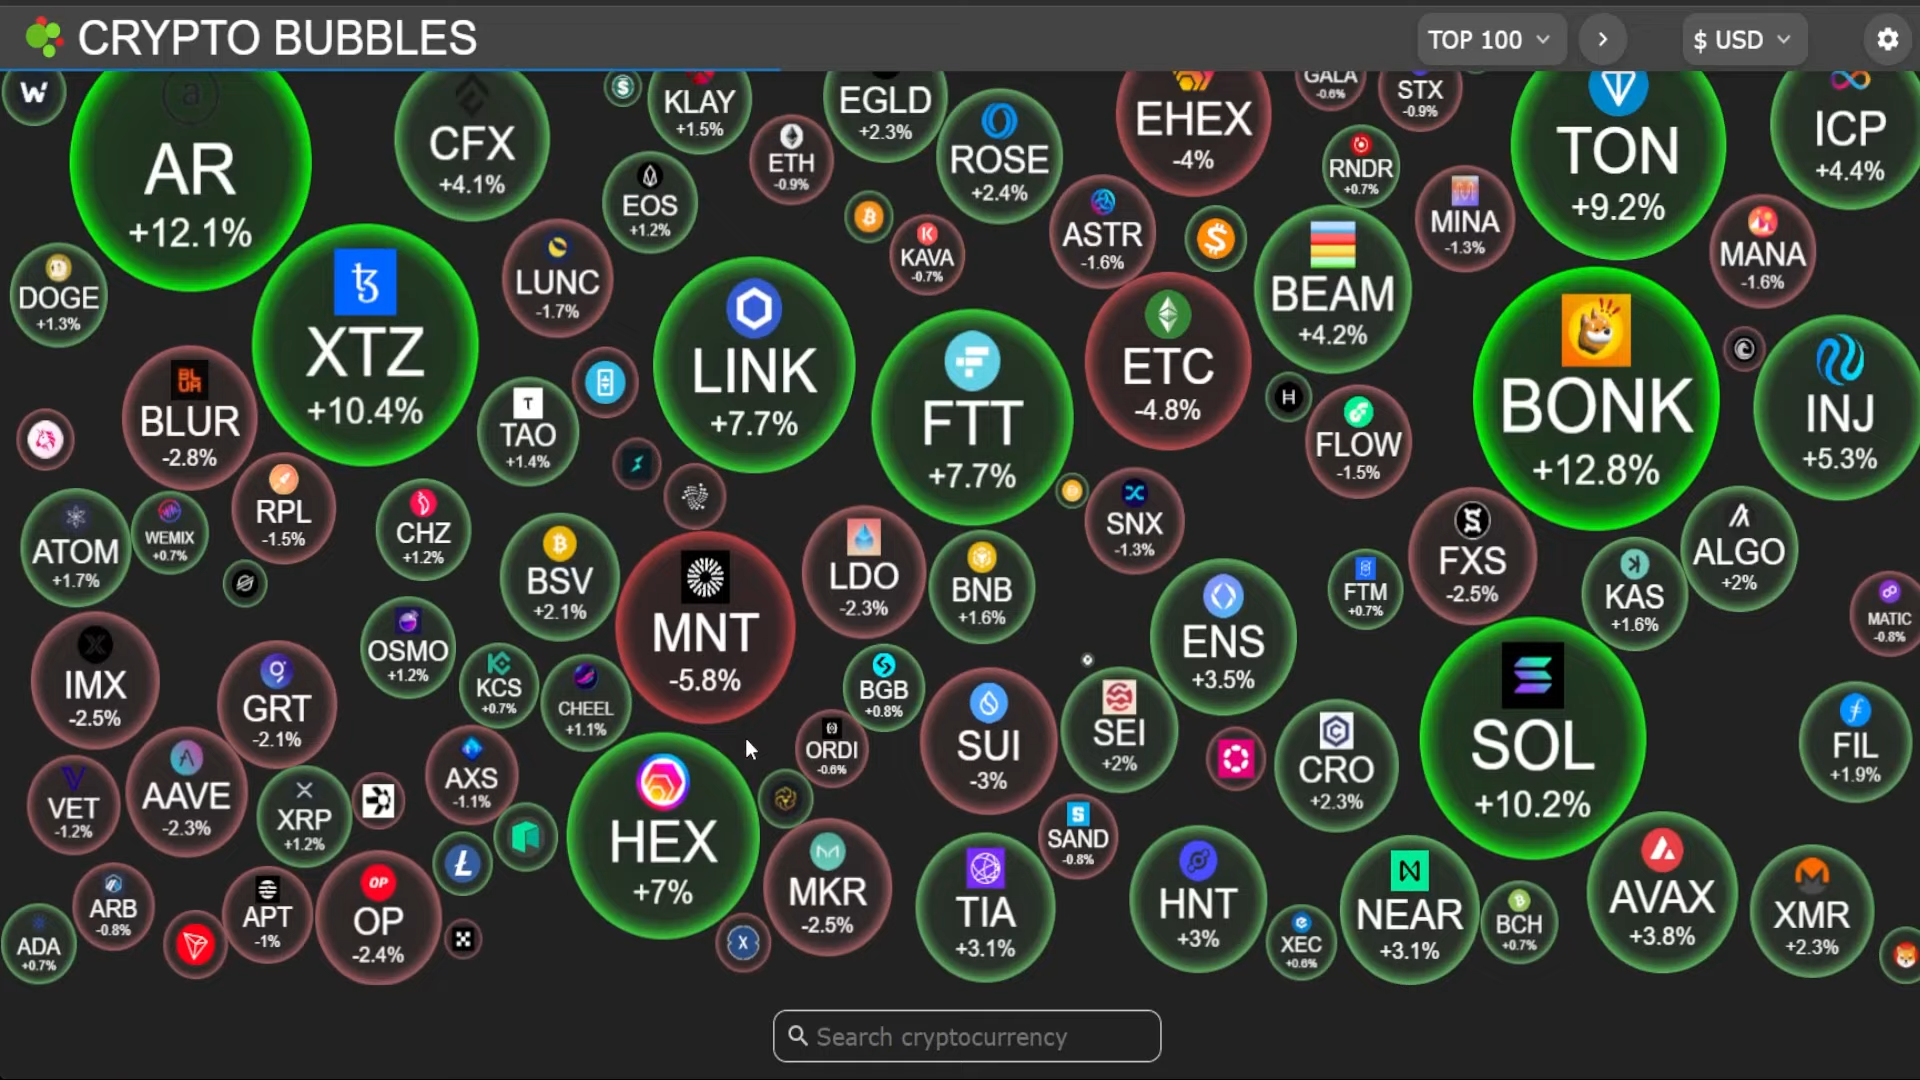 CRYPTO BUBBLES
TOP 100
$ USD
W
AR
+12.1%
CFX
+4.1%
KLAY
+1.5%
EGLD
+2.3%
EHEX
-4%
GALA
-0.6%
STX
-0.9%
TON
+9.2%
ICP
+4.4%
ETH
-0.9%
ROSE
+2.4%
RNDR
+0.7%
EOS
+1.2%
MINA
-1.3%
ASTR
-1.6%
KAVA
-0.7%
MANA
-1.6%
DOGE
+1.3%
LUNC
-1.7%
BEAM
+4.2%
XTZ
+10.4%
LINK
+7.7%
ETC
-4.8%
BONK
+12.8%
INJ
+5.3%
BLUR
-2.8%
T
TAO
+1.4%
FTT
+7.7%
H
FLOW
-1.5%
RPL
-1.5%
CHZ
+1.2%
SNX
-1.3%
ATOM
+1.7%
WEMIX
+0.7%
BSV
+2.1%
LDO
-2.3%
BNB
+1.6%
FTM
+0.7%
FXS
-2.5%
ALGO
+2%
KAS
+1.6%
MATIC
-0.8%
MNT
-5.8%
ENS
+3.5%
IMX
-2.5%
GRT
-2.1%
OSMO
+1.2%
KCS
+0.7%
CHEEL
+1.1%
BGB
+0.8%
SUI
-3%
SEI
+2%
SOL
+10.2%
FIL
+1.9%
ORDI
-0.6%
CRO
+2.3%
VET
-1.2%
AAVE
-2.3%
XRP
+1.2%
AXS
-1.1%
HEX
+7%
SAND
-0.8%
MKR
-2.5%
TIA
+3.1%
HNT
+3%
NEAR
+3.1%
AVAX
+3.8%
XMR
+2.3%
ADA
+0.7%
ARB
-0.8%
APT
-1%
OP
OP
-2.4%
X
XEC
+0.6%
BCH
+0.7%
Search cryptocurrency